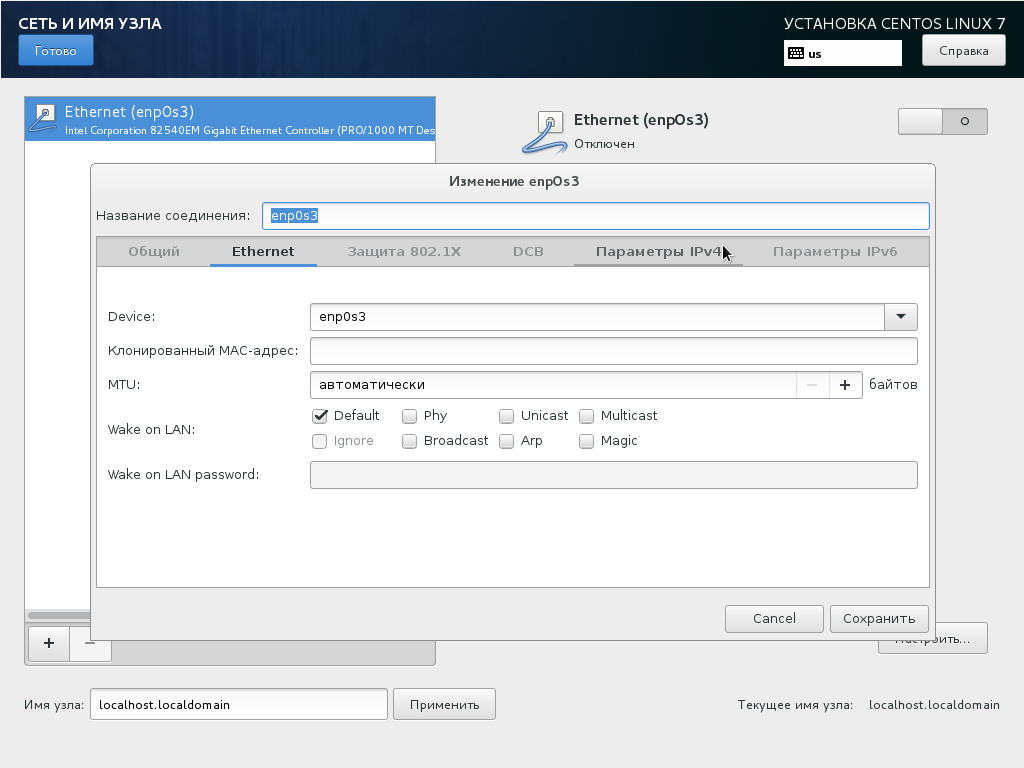 СЕТЬ И ИМЯ УЗЛА
УСТАНОВКА CENTOS LINUX 7
Готово
us
Справка
Ethernet (enp0s3)
Intel Corporation 82540EM Gigabit Ethernet Controller (PRO/1000 MT Des
Ethernet (enp0s3)
Отключен
Изменение enp0s3
Название соединения: enp0s3
Общий Ethernet Защита 802.1X DCB Параметры IPv4 Параметры IPv6
Device: enp0s3
Клонированный MAC-адрес:
MTU: автоматически байтов
Wake on LAN:
Default Phy Unicast Multicast
Ignore Broadcast Arp Magic
Wake on LAN password:
Cancel Сохранить
Настроить...
Имя узла: localhost.localdomain Применить Текущее имя узла: localhost.localdomain